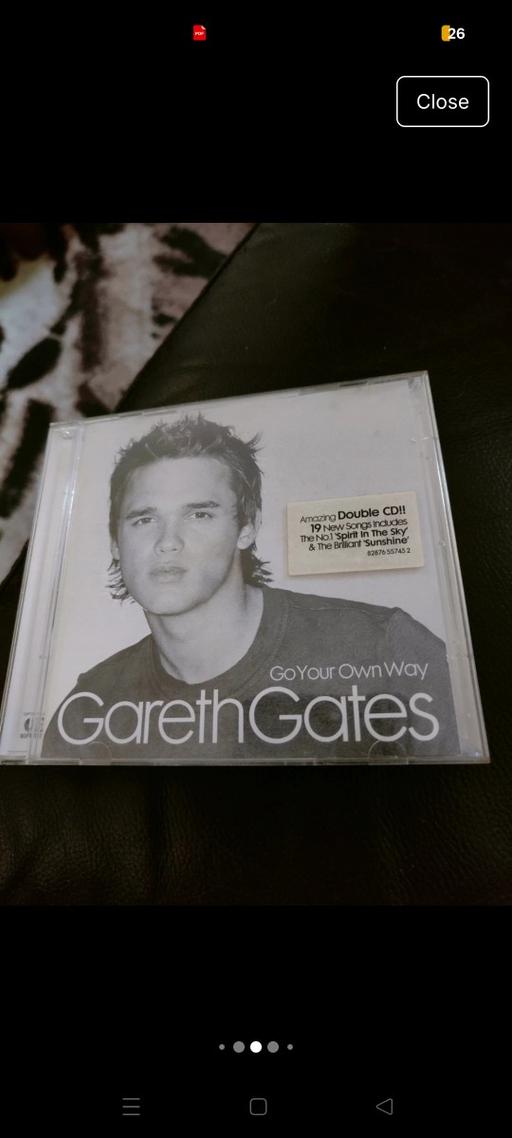 PDF
26
Close
Amazing Double CD!!
19 New Songs Includes
The No.1 'Spirit In The Sky'
& The Brilliant 'Sunshine'
82876 55745 2
Go Your Own Way
Gareth Gates